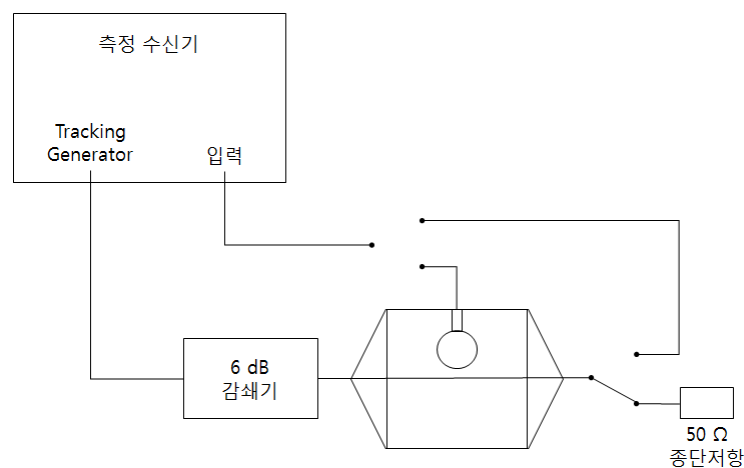 측정 수신기
Tracking
Generator
입력
6 dB
감쇄기
50 Ω
종단저항